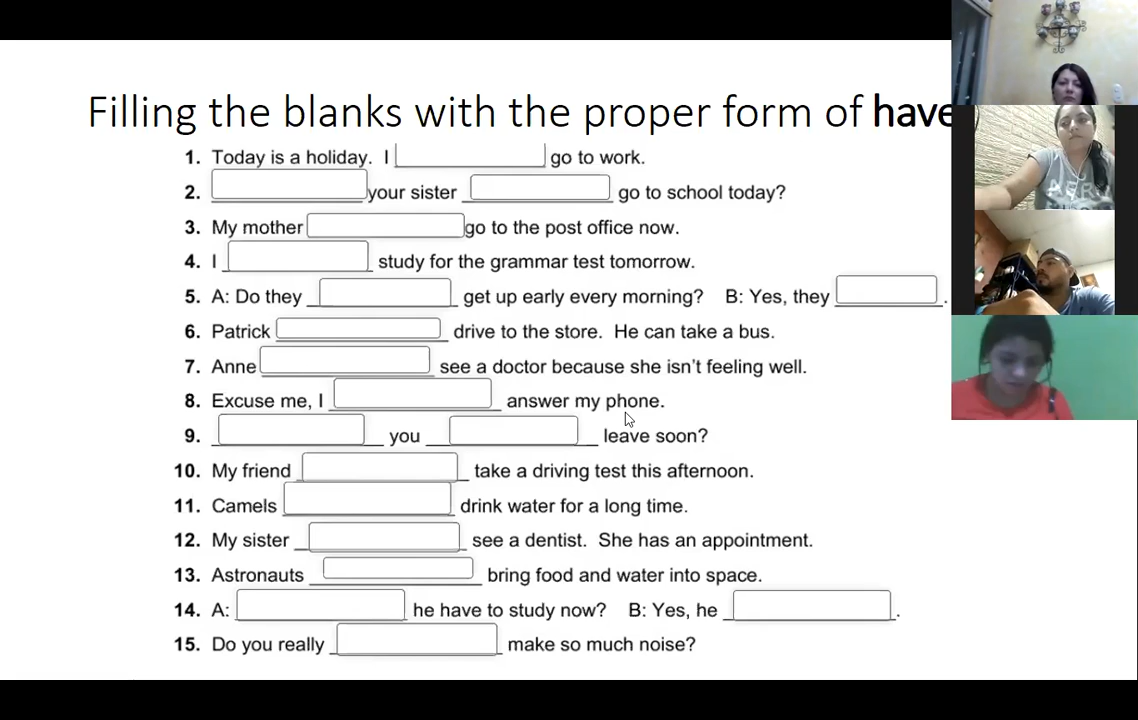 Filling the blanks with the proper form of have
1. Today is a holiday. I go to work.
2. your sister go to school today?
3. My mother go to the post office now.
4. I study for the grammar test tomorrow.
5. A: Do they get up early every morning? B: Yes, they .
6. Patrick drive to the store. He can take a bus.
7. Anne see a doctor because she isn't feeling well.
8. Excuse me, I answer my phone.
9. you leave soon?
10. My friend take a driving test this afternoon.
11. Camels drink water for a long time.
12. My sister see a dentist. She has an appointment.
13. Astronauts bring food and water into space.
14. A: he have to study now? B: Yes, he .
15. Do you really make so much noise?